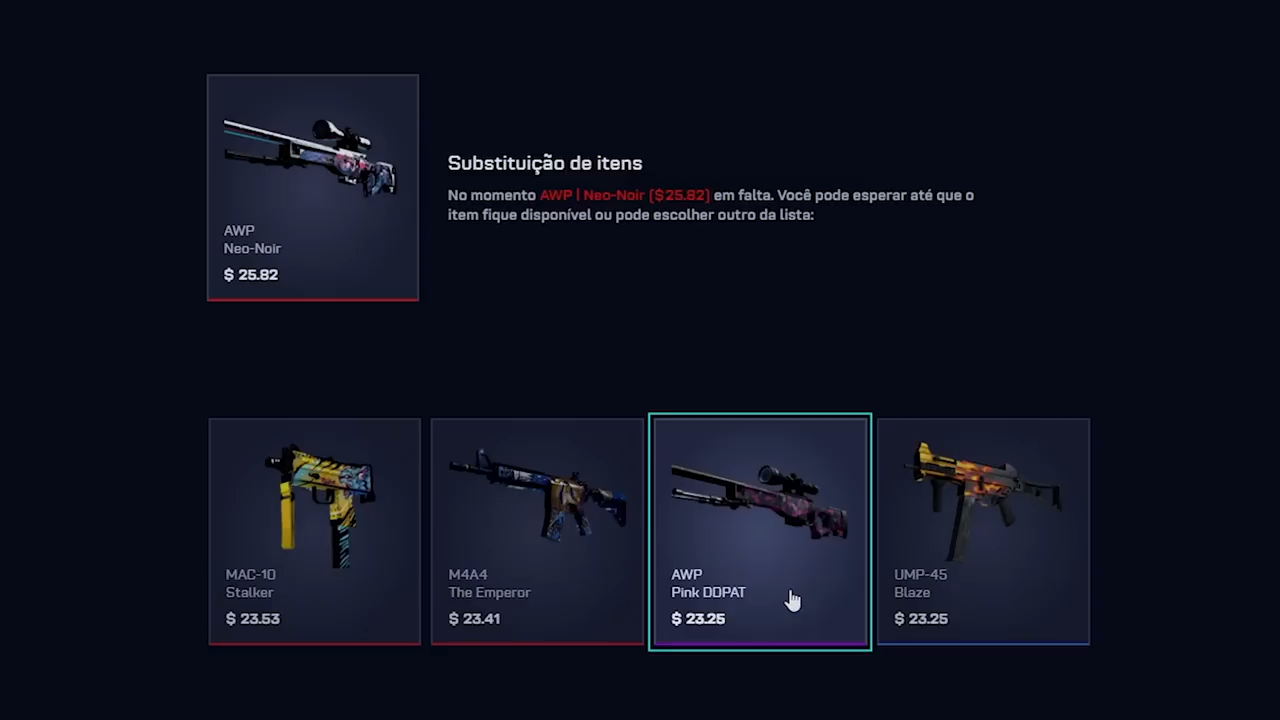 AWP
Neo-Noir
$ 25.82
Substituição de itens
No momento AWP | Neo-Noir ($25.82) em falta. Você pode esperar até que o
item fique disponível ou pode escolher outro da lista:
MAC-10
Stalker
$ 23.53
M4A4
The Emperor
$ 23.41
AWP
Pink DDPAT
$ 23.25
UMP-45
Blaze
$ 23.25